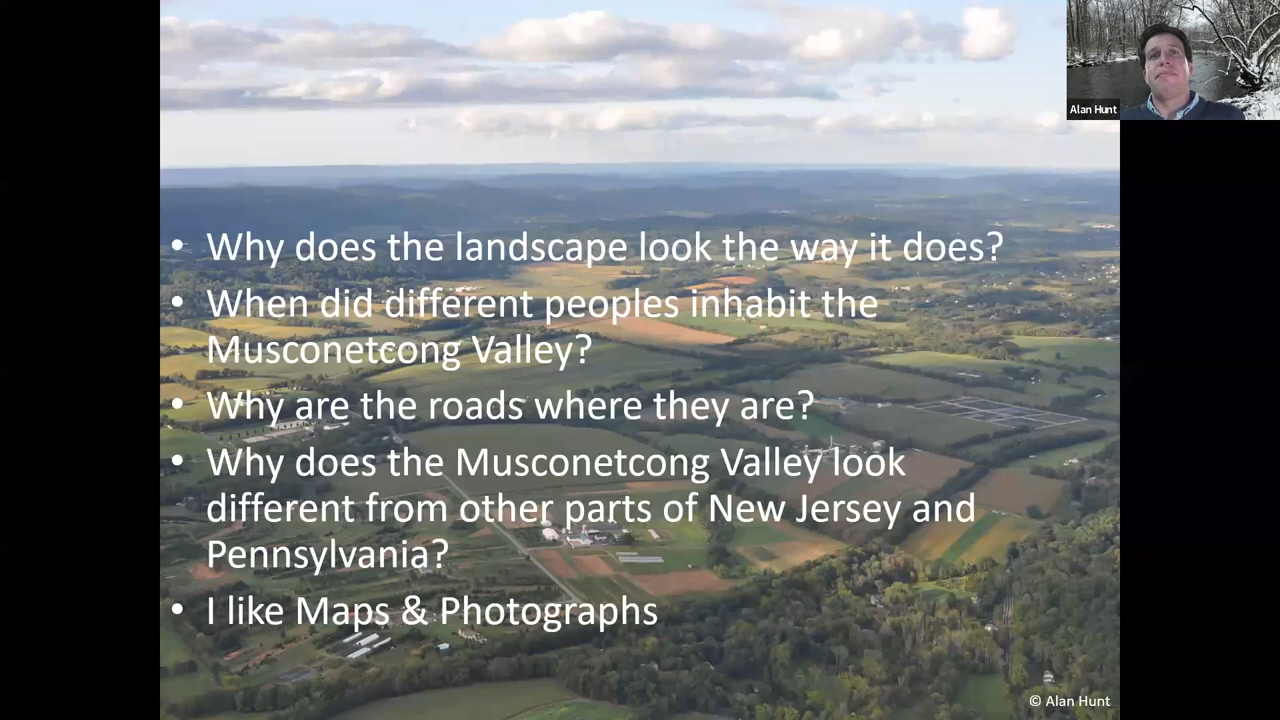 Alan Hunt
• Why does the landscape look the way it does?
• When did different peoples inhabit the
Musconetcong Valley?
• Why are the roads where they are?
• Why does the Musconetcong Valley look
different from other parts of New Jersey and
Pennsylvania?
• I like Maps & Photographs
© Alan Hunt